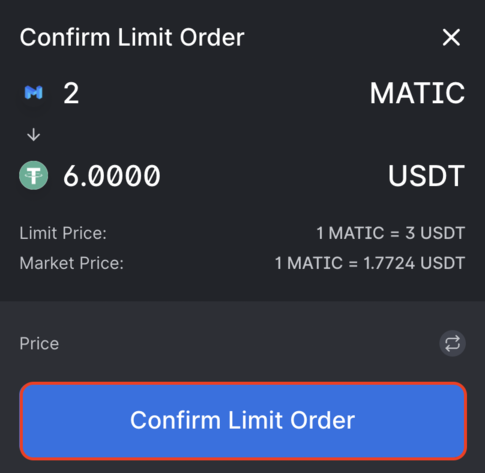 Confirm Limit Order
2 MATIC
6.0000 USDT
Limit Price: 1 MATIC = 3 USDT
Market Price: 1 MATIC = 1.7724 USDT
Price
Confirm Limit Order